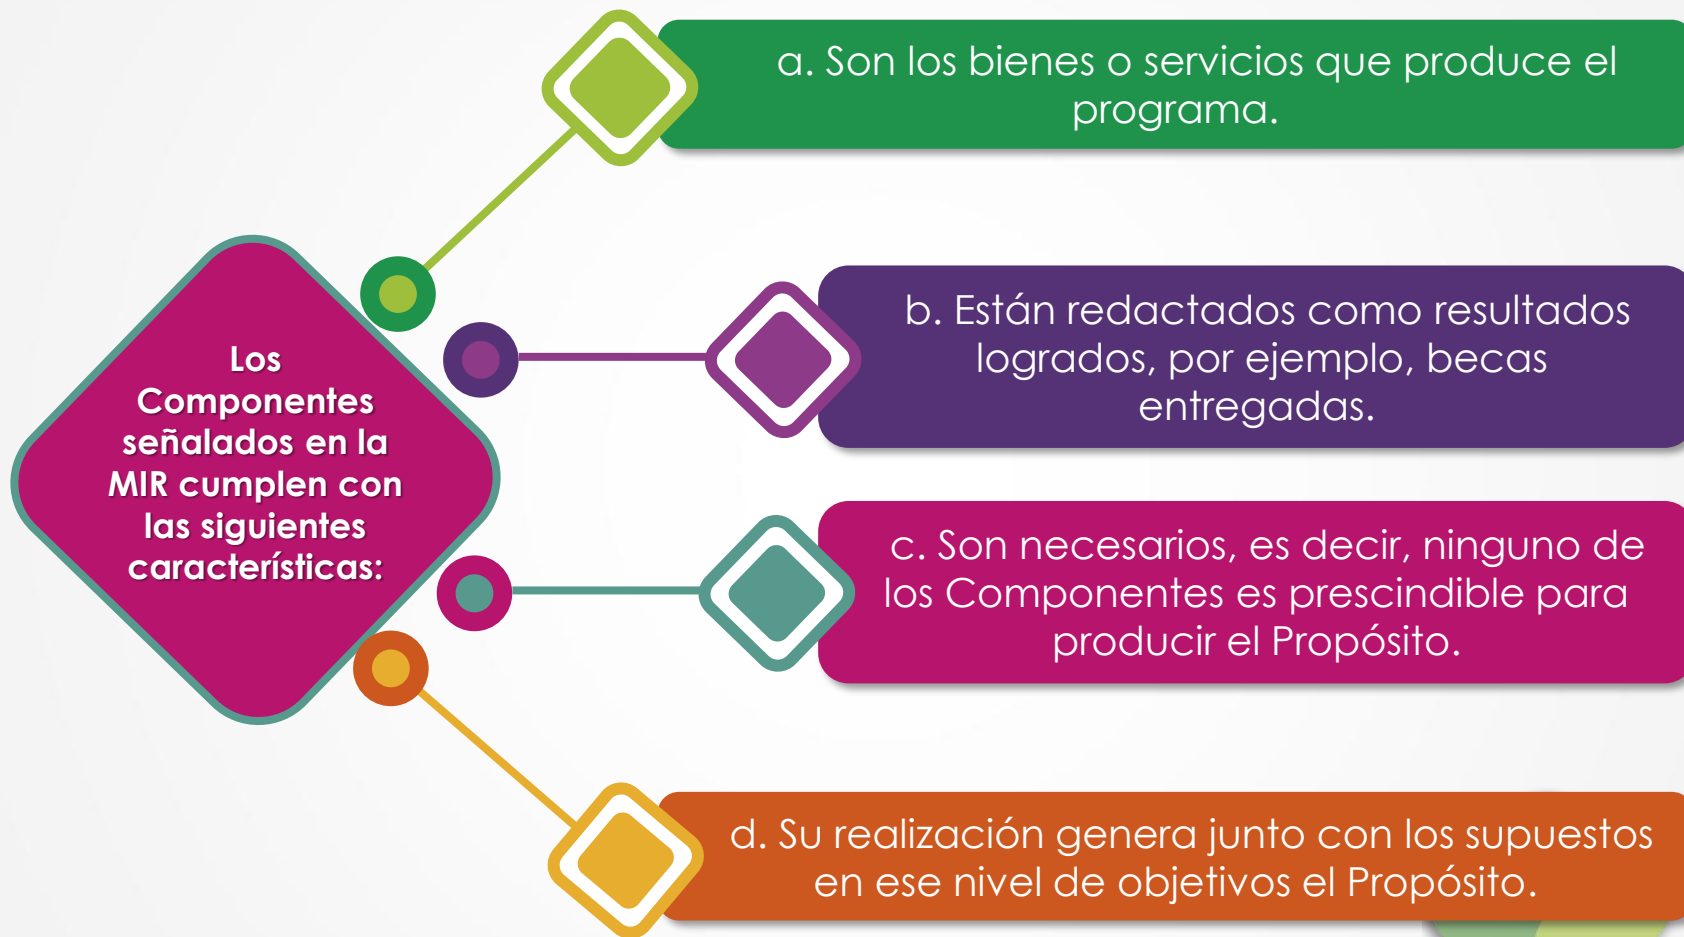 a. Son los bienes o servicios que produce el
programa.
b. Están redactados como resultados
logrados, por ejemplo, becas
entregadas.
Los
Componentes
señalados en la
MIR cumplen con
las siguientes
características:
c. Son necesarios, es decir, ninguno de
los Componentes es prescindible para
producir el Propósito.
d. Su realización genera junto con los supuestos
en ese nivel de objetivos el Propósito.